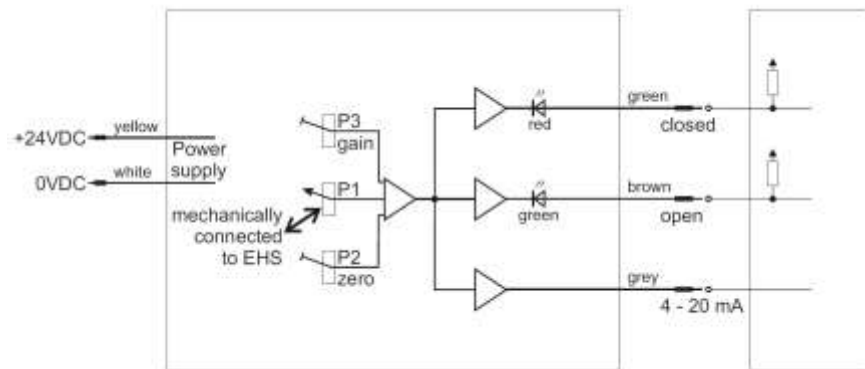 +24VDC
yellow
0VDC
white
Power
supply
P3
gain
P1
mechanically
connected
to EHS
P2
zero
red
green
green
closed
brown
open
grey
4 - 20 mA